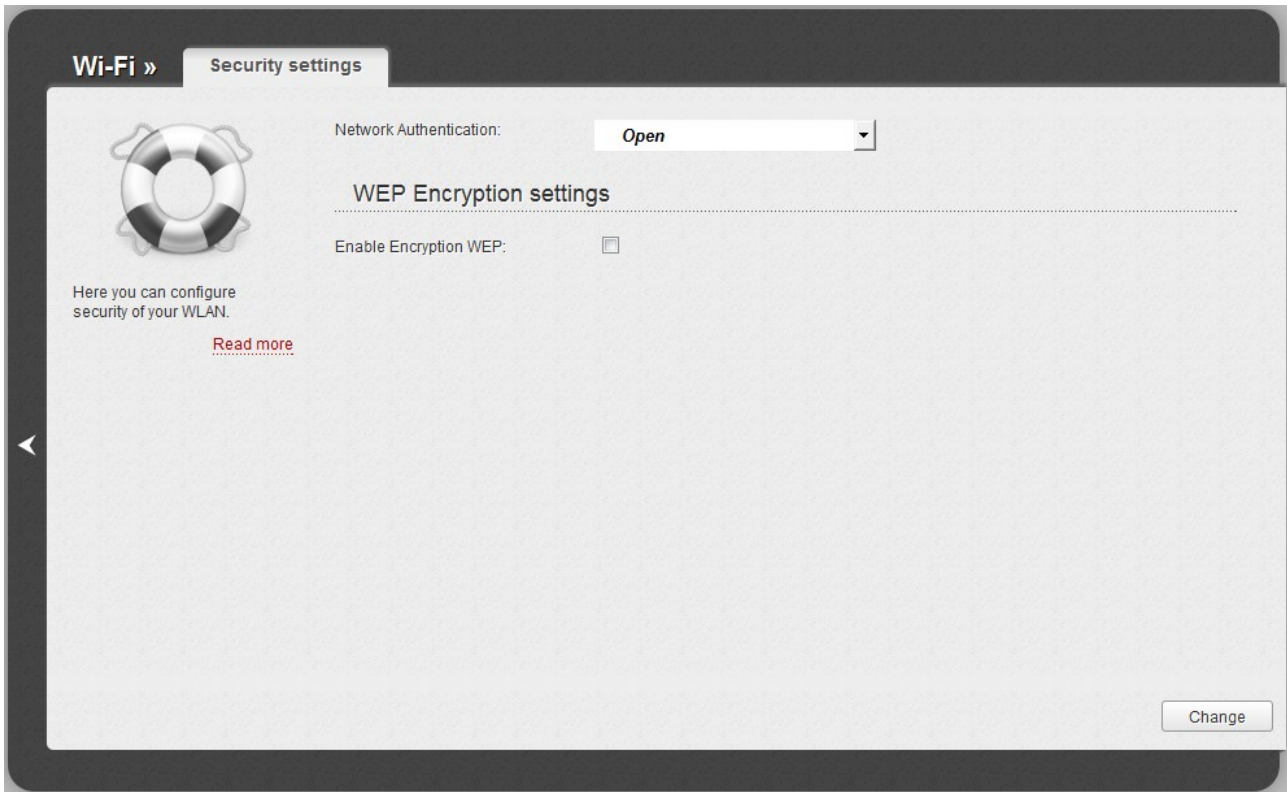 Wi-Fi »
Security settings
Network Authentication:
Open
WEP Encryption settings
Enable Encryption WEP:
Here you can configure
security of your WLAN.
Read more
Change